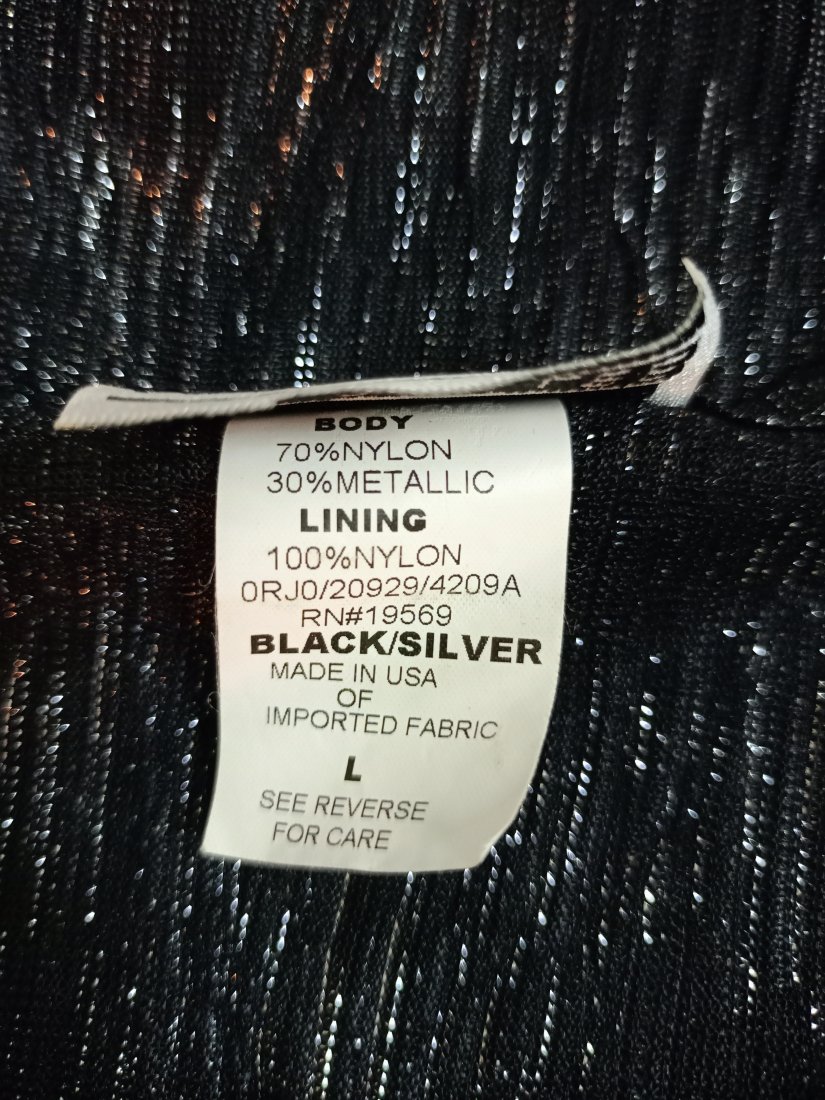 BODY
70%NYLON
30%METALLIC
LINING
100%NYLON
0RJ0/20929/4209A
RN#19569
BLACK/SILVER
MADE IN USA
OF
IMPORTED FABRIC
L
SEE REVERSE
FOR CARE